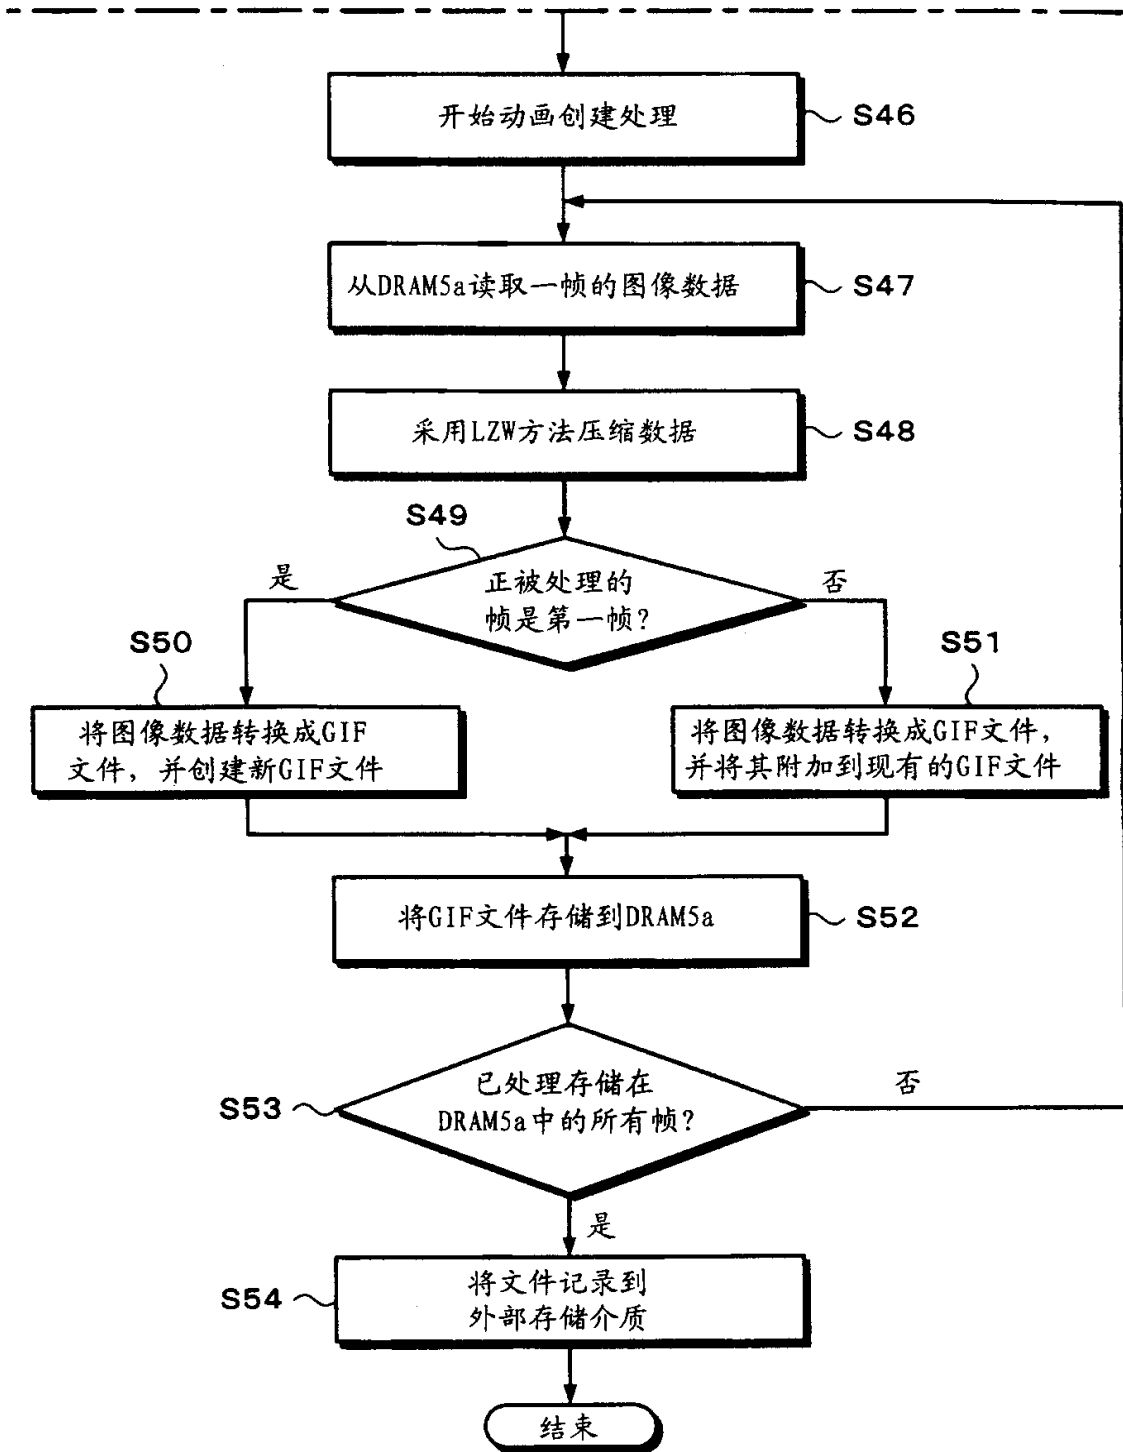 开始动画创建处理
S46
从DRAM5a读取一帧的图像数据
S47
采用LZW方法压缩数据
S48
S49
正被处理的
帧是第一帧?
是
否
S50
将图像数据转换成GIF
文件，并创建新GIF文件
S51
将图像数据转换成GIF文件，
并将其附加到现有的GIF文件
将GIF文件存储到DRAM5a
S52
S53
已处理存储在
DRAM5a中的所有帧?
否
是
S54
将文件记录到
外部存储介质
结束